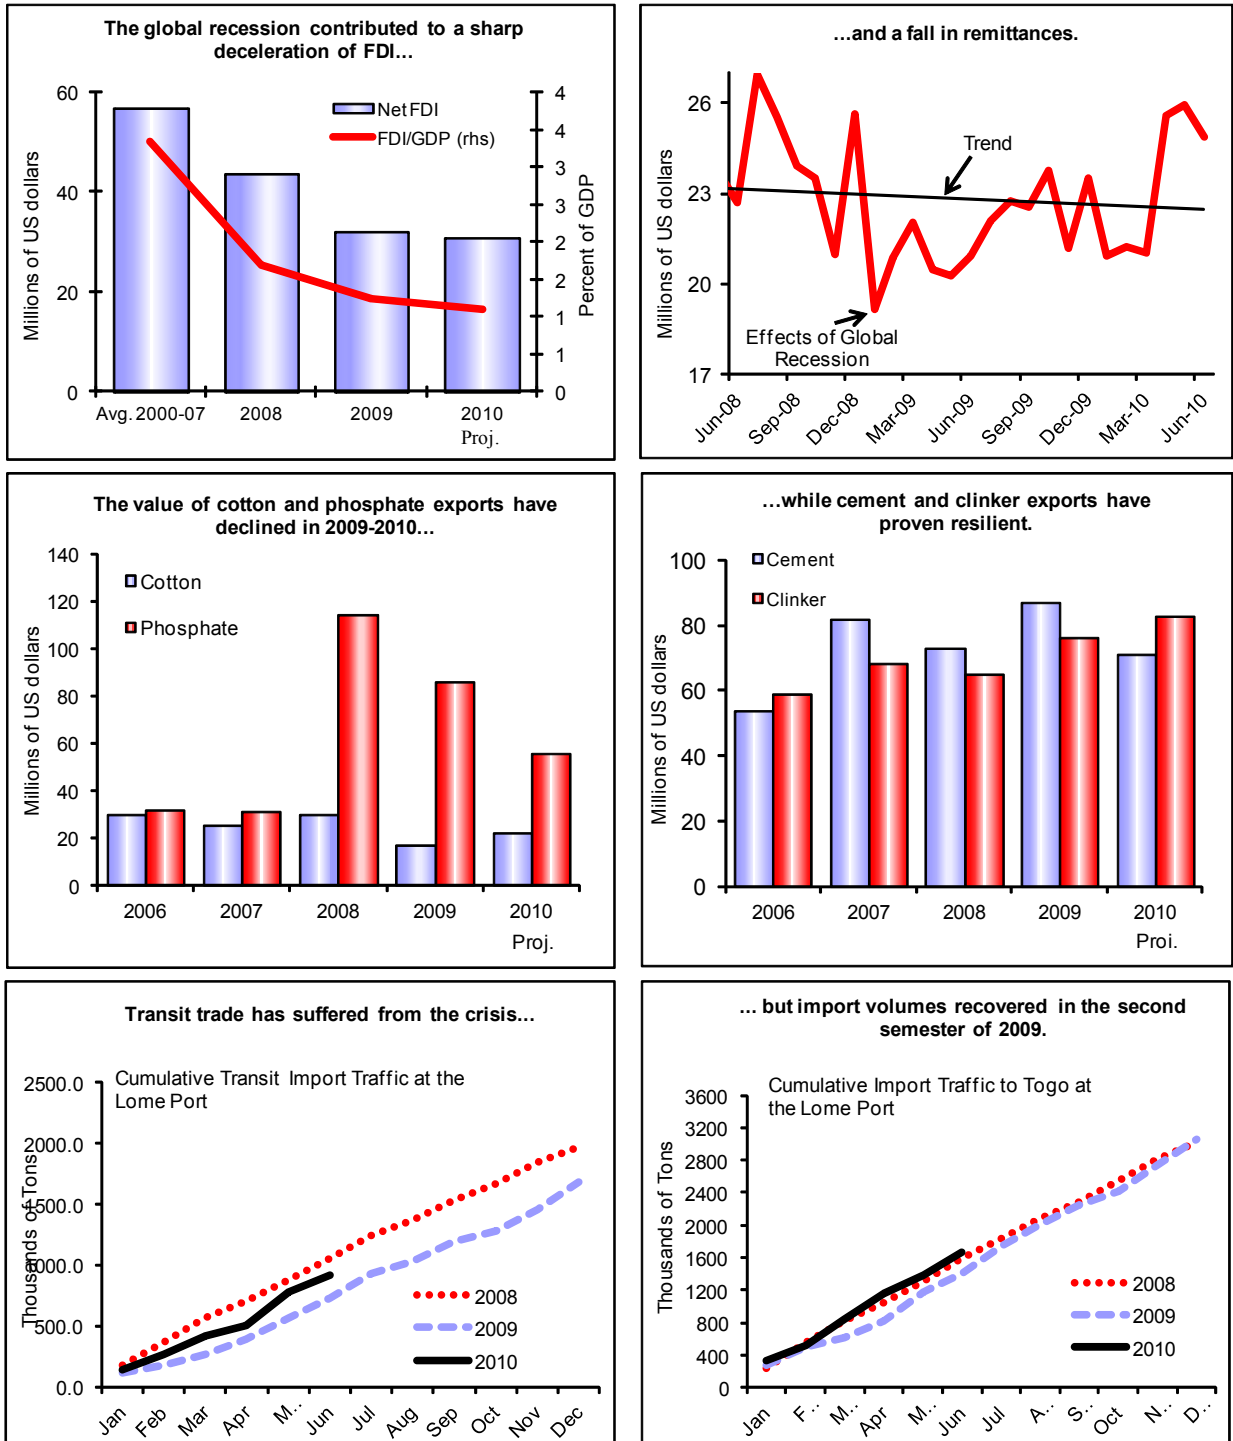 The global recession contributed to a sharp
deceleration of FDI...
60
40
20
0
Millions of US dollars
Net FDI
FDI/GDP (rhs)
4
4
3
3
2
2
1
1
0
Percent of GDP
Avg. 2000-07
2008
2009
2010
Proj.
...and a fall in remittances.
26
23
20
17
Millions of US dollars
Trend
Effects of Global
Recession
Jun-08
Sep-08
Dec-08
Mar-09
Jun-09
Sep-09
Dec-09
Mar-10
Jun-10
The value of cotton and phosphate exports have
declined in 2009-2010...
140
120
100
80
60
40
20
0
Millions of US dollars
Cotton
Phosphate
2006
2007
2008
2009
2010
Proj.
...while cement and clinker exports have
proven resilient.
100
80
60
40
20
0
Millions of US dollars
Cement
Clinker
2006
2007
2008
2009
2010
Proi.
Transit trade has suffered from the crisis...
Cumulative Transit Import Traffic at the
Lome Port
2500.0
2000.0
1500.0
1000.0
500.0
0.0
Thousands of Tons
2008
2009
2010
Jan
Feb
Mar
Apr
M..
Jun
Jul
Aug
Sep
Oct
Nov
Dec
... but import volumes recovered in the second
semester of 2009.
Cumulative Import Traffic to Togo at
the Lome Port
3600
3200
2800
2400
2000
1600
1200
800
400
0
Thousands of Tons
2008
2009
2010
Jan
F..
M..
Apr
M..
Jun
Jul
A..
S..
Oct
N..
D..